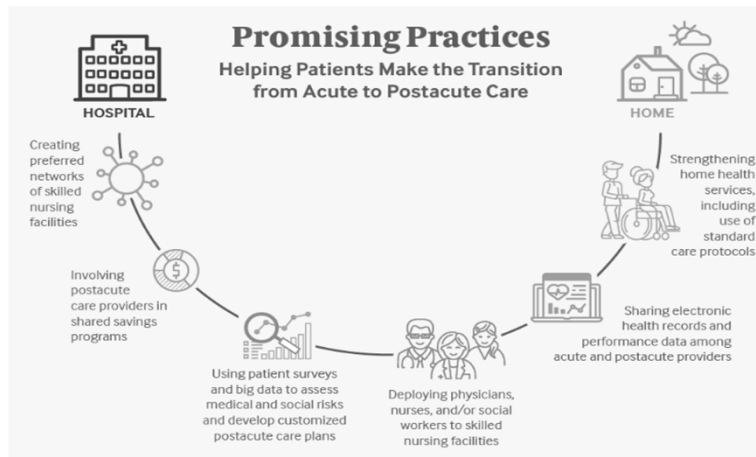 Promising Practices
Helping Patients Make the Transition
from Acute to Postacute Care
HOSPITAL
HOME
Creating
preferred
networks
of skilled
nursing
facilities
Involving
postacute
care providers in
shared savings
programs
$
Using patient surveys
and big data to assess
medical and social risks
and develop customized
postacute care plans
Deploying physicians,
nurses, and/or social
workers to skilled
nursing facilities
Sharing electronic
health records and
performance data among
acute and postacute providers
Strengthening
home health
services,
including
use of
standard
care protocols